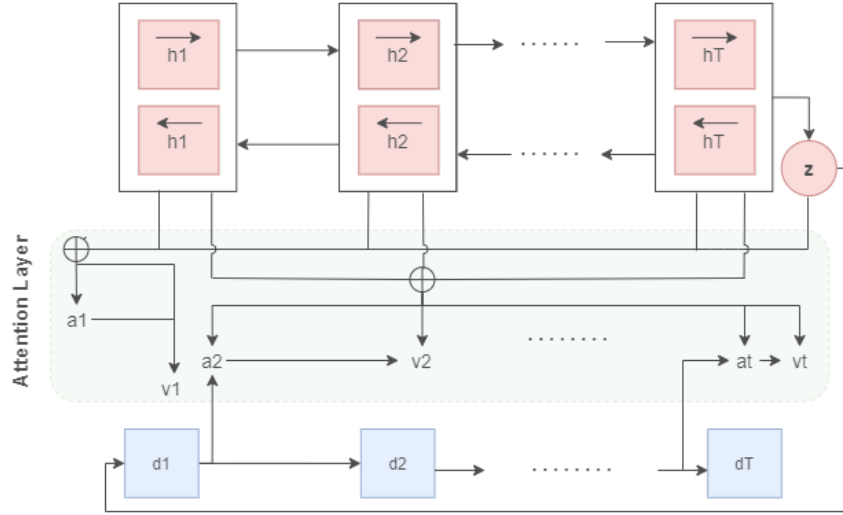 h1 h2 ...... hT
h1 h2 ...... hT
z
Attention Layer
a1
v1
a2 v2 ........ at vt
d1 d2 ........ dT